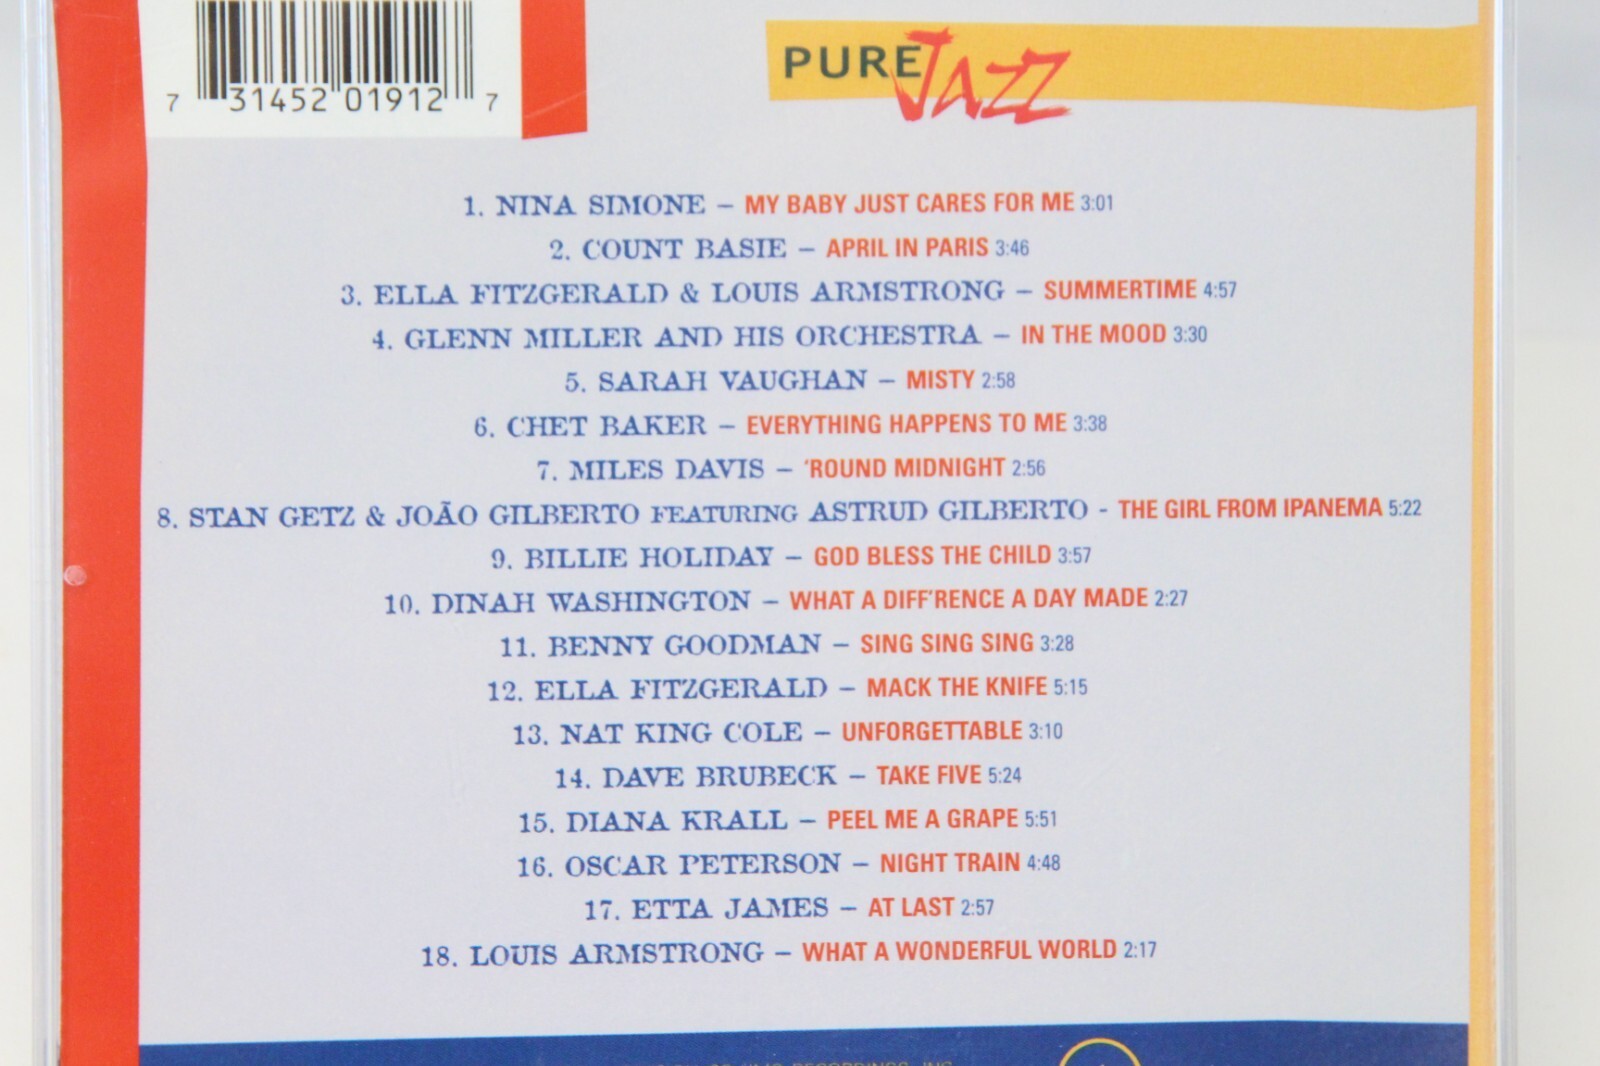 7 31452 01912 7
PURE JAZZ
1. NINA SIMONE – MY BABY JUST CARES FOR ME 3:01
2. COUNT BASIE – APRIL IN PARIS 3:46
3. ELLA FITZGERALD & LOUIS ARMSTRONG – SUMMERTIME 4:57
4. GLENN MILLER AND HIS ORCHESTRA – IN THE MOOD 3:30
5. SARAH VAUGHAN – MISTY 2:58
6. CHET BAKER – EVERYTHING HAPPENS TO ME 3:38
7. MILES DAVIS – 'ROUND MIDNIGHT 2:56
8. STAN GETZ & JOÃO GILBERTO FEATURING ASTRUD GILBERTO - THE GIRL FROM IPANEMA 5:22
9. BILLIE HOLIDAY – GOD BLESS THE CHILD 3:57
10. DINAH WASHINGTON – WHAT A DIFF'RENCE A DAY MADE 2:27
11. BENNY GOODMAN – SING SING SING 3:28
12. ELLA FITZGERALD – MACK THE KNIFE 5:15
13. NAT KING COLE – UNFORGETTABLE 3:10
14. DAVE BRUBECK – TAKE FIVE 5:24
15. DIANA KRALL – PEEL ME A GRAPE 5:51
16. OSCAR PETERSON – NIGHT TRAIN 4:48
17. ETTA JAMES – AT LAST 2:57
18. LOUIS ARMSTRONG – WHAT A WONDERFUL WORLD 2:17